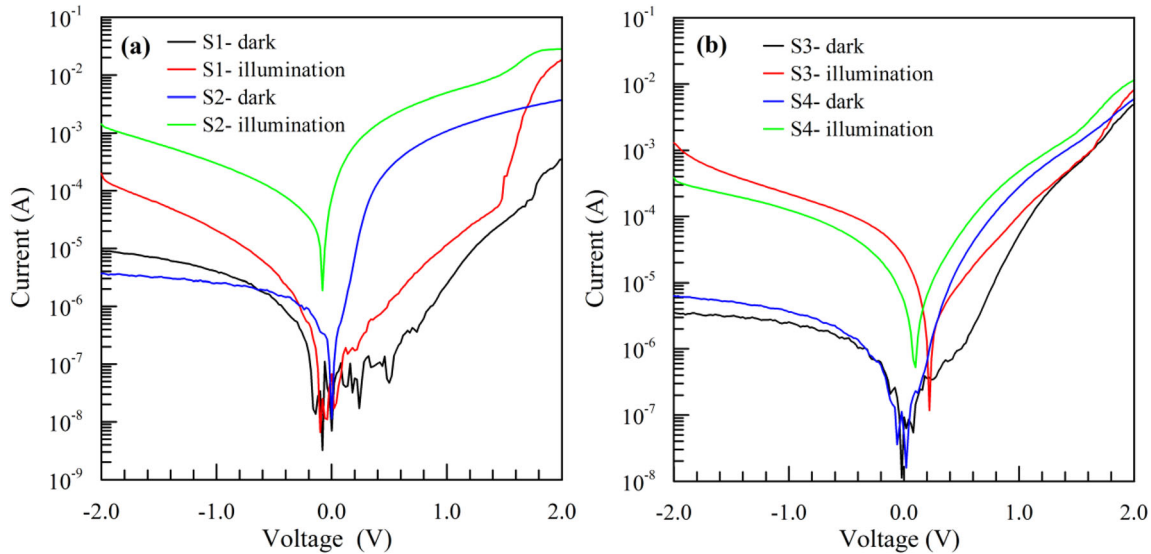 (a)
S1- dark
S1- illumination
S2- dark
S2- illumination
10^-1
10^-2
10^-3
10^-4
10^-5
10^-6
10^-7
10^-8
10^-9
Current (A)
-2.0 -1.0 0.0 1.0 2.0
Voltage (V)
(b)
S3- dark
S3- illumination
S4- dark
S4- illumination
10^-1
10^-2
10^-3
10^-4
10^-5
10^-6
10^-7
10^-8
Current (A)
-2.0 0.0 1.0 2.0
Voltage (V)